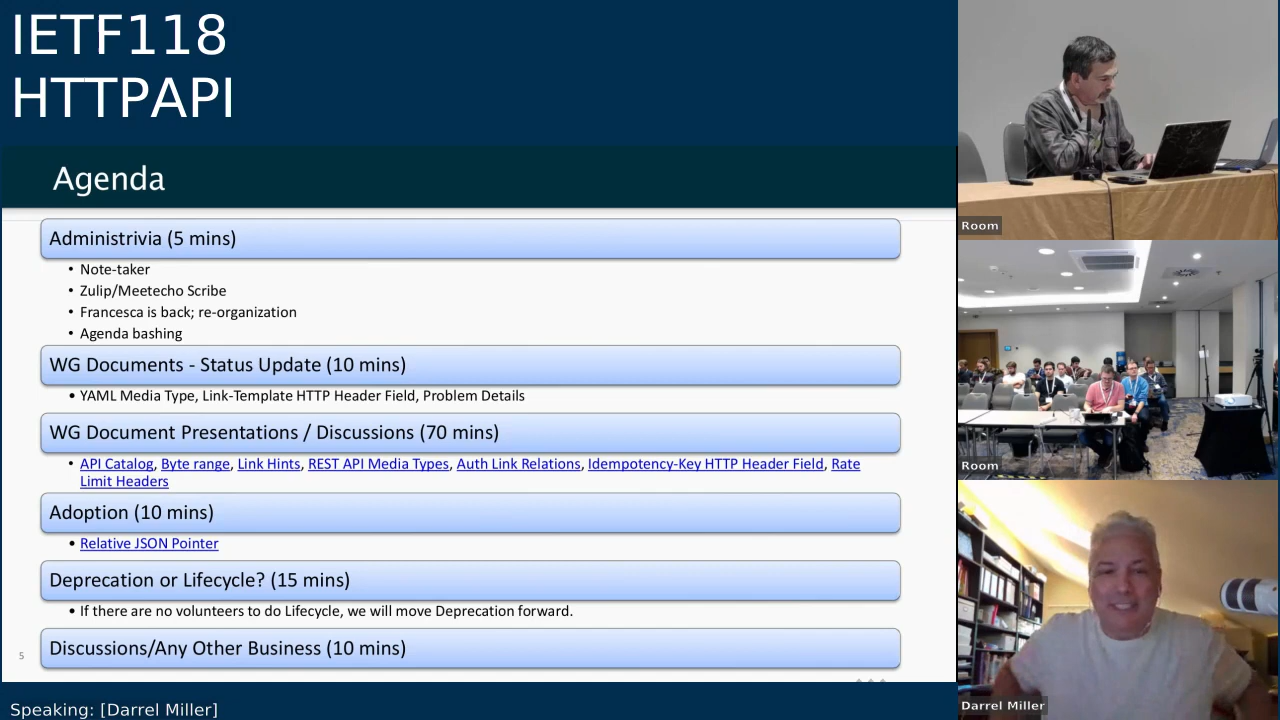 IETF118
HTTPAPI
Agenda
Administrivia (5 mins)
• Note-taker
• Zulip/Meetecho Scribe
• Francesca is back; re-organization
• Agenda bashing
WG Documents - Status Update (10 mins)
• YAML Media Type, Link-Template HTTP Header Field, Problem Details
WG Document Presentations / Discussions (70 mins)
• API Catalog, Byte range, Link Hints, REST API Media Types, Auth Link Relations, Idempotency-Key HTTP Header Field, Rate
Limit Headers
Adoption (10 mins)
• Relative JSON Pointer
Deprecation or Lifecycle? (15 mins)
• If there are no volunteers to do Lifecycle, we will move Deprecation forward.
Discussions/Any Other Business (10 mins)
5
Speaking: [Darrel Miller]
Room
Room
Darrel Miller